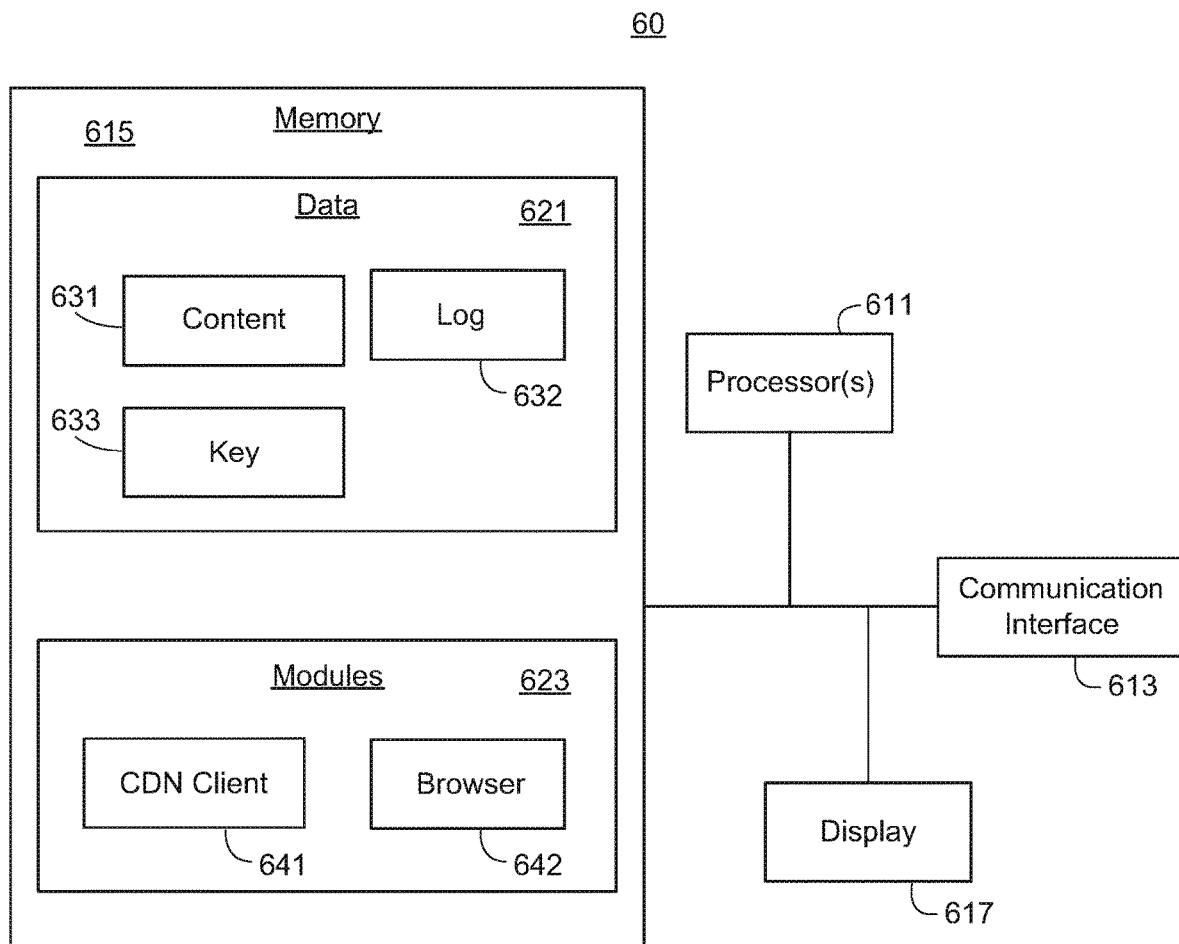 60
Memory
615
Data
621
631
Content
Log
632
633
Key
611
Processor(s)
Communication
Interface
613
Modules
623
CDN Client
641
Browser
642
Display
617